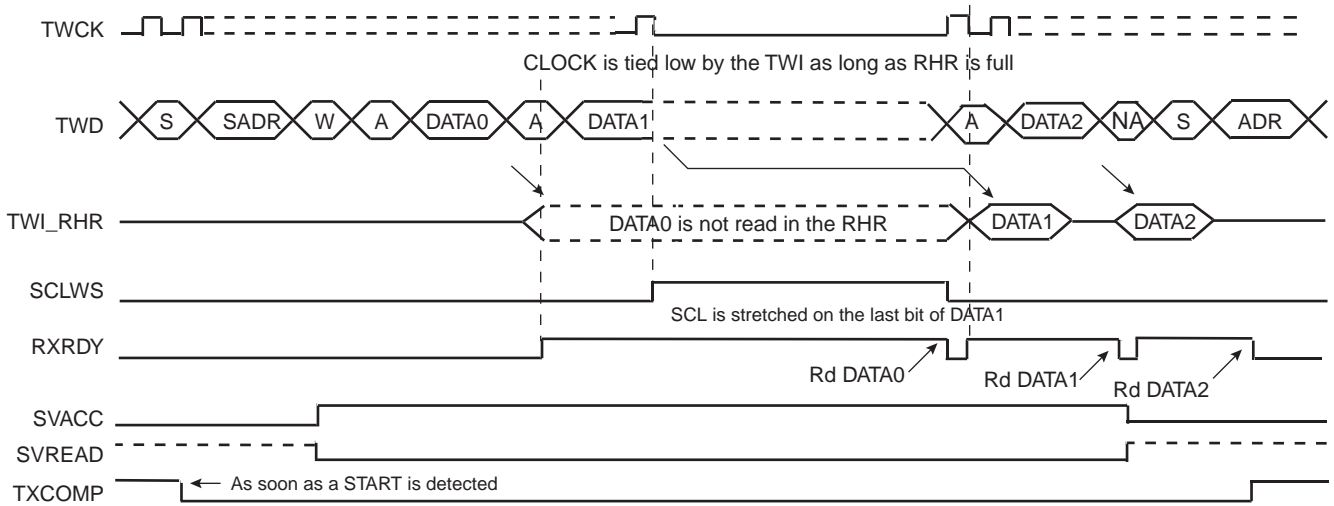 TWCK
CLOCK is tied low by the TWI as long as RHR is full
TWD S SADR W A DATA0 A DATA1 A DATA2 NA S ADR
TWI_RHR DATA0 is not read in the RHR DATA1 DATA2
SCLWS
SCL is stretched on the last bit of DATA1
RXRDY
Rd DATA0 Rd DATA1 Rd DATA2
SVACC
SVREAD
TXCOMP As soon as a START is detected